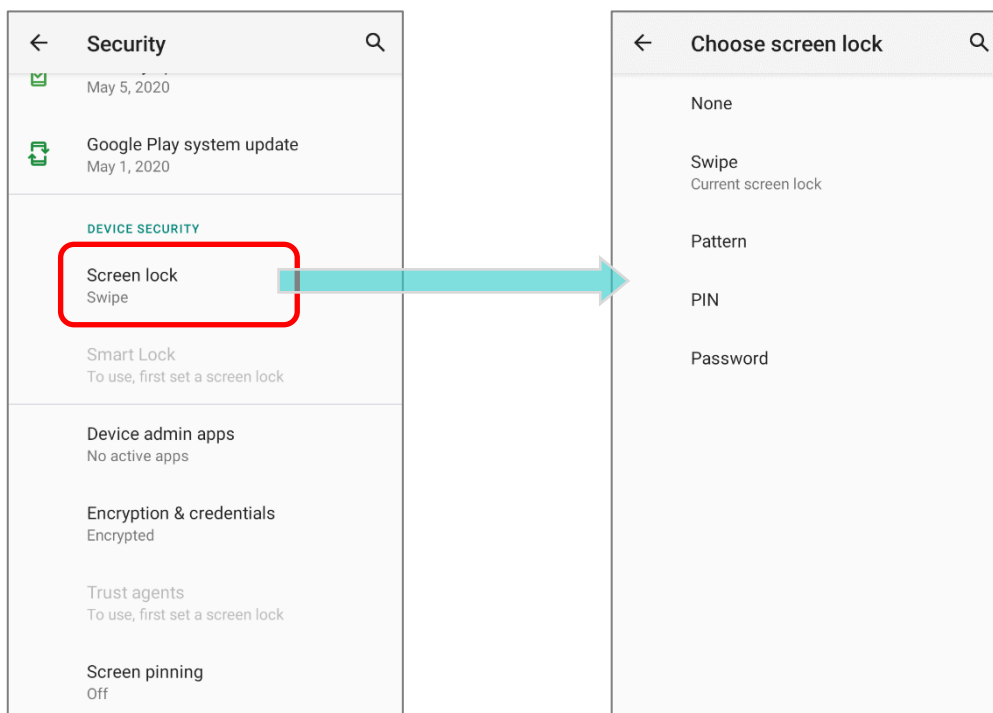 Security
May 5, 2020
Google Play system update
May 1, 2020
DEVICE SECURITY
Screen lock
Swipe
Smart Lock
To use, first set a screen lock
Device admin apps
No active apps
Encryption & credentials
Encrypted
Trust agents
To use, first set a screen lock
Screen pinning
Off
Choose screen lock
None
Swipe
Current screen lock
Pattern
PIN
Password